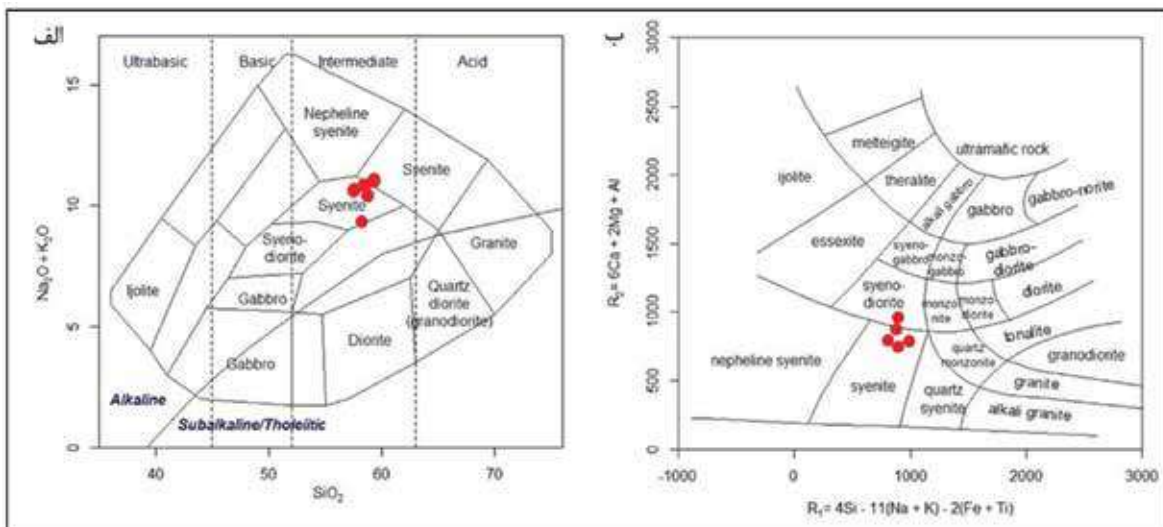 الف
Ultrabasic
Basic
Intermediate
Acid
Nepheline
syenite
Syenite
Syenite
Syeno-
diorite
Granite
Ijolite
Gabbro
Quartz
diorite
(granodiorite)
Diorite
Gabbro
Alkaline
Subalkaline/Tholeiitic
Na₂O + K₂O
0
5
10
15
40
50
60
70
SiO₂
ب
3000
2500
2000
1500
1000
500
0
R₂= 6Ca + 2Mg + Al
melteigite
ultramafic rock
ijolite
theralite
alkali gabbro
gabbro
gabbro-norite
essexite
syeno-
gabbro
monzo-
gabbro
gabbro-
diorite
syeno-
diorite
monzo
nite
monzo
diorite
diorite
tonalite
nepheline syenite
syenite
quartz
monzonite
granodiorite
quartz
syenite
granite
alkali granite
-1000
0
1000
2000
3000
R₁= 4Si - 11(Na + K) - 2(Fe + Ti)